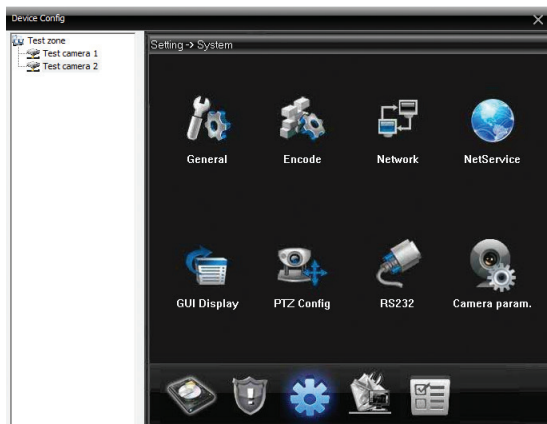 Device Config
Test zone
Test camera 1
Test camera 2
Setting -> System
General
Encode
Network
NetService
GUI Display
PTZ Config
RS232
Camera param.